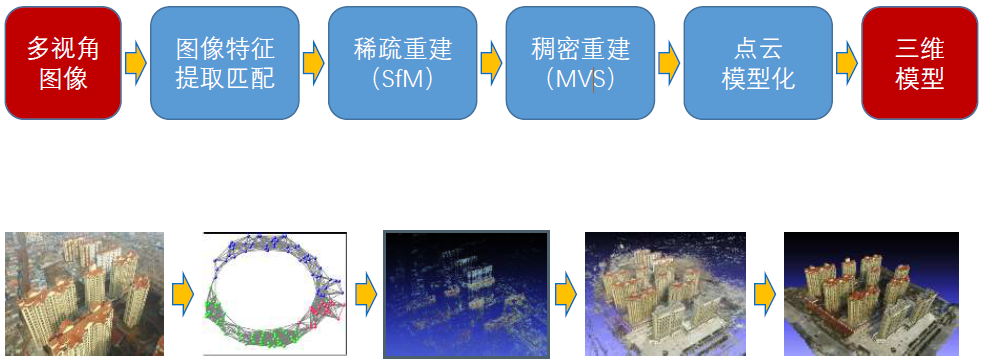 多视角
图像
图像特征
提取匹配
稀疏重建
（SfM）
稠密重建
（MVS）
点云
模型化
三维
模型